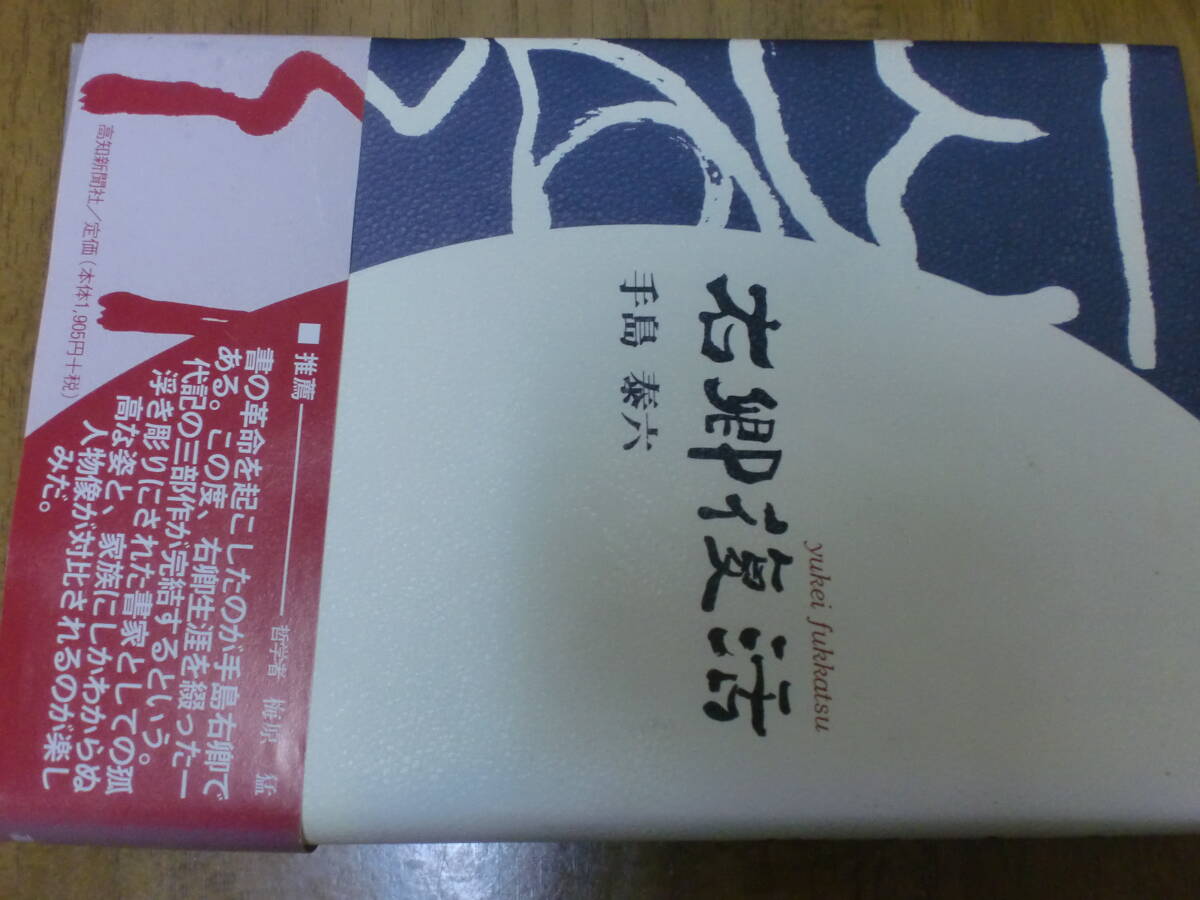 右卿復活
yukei fukkatsu
手島 泰六
■推薦
哲学者 梅原 猛
書の革命を起こしたのが手島右卿で
ある。この度、右卿生涯を綴った一
代記の三部作が完結するという。
浮き彫りにされた書家としての孤
高な姿と、家族にしかわからぬ
人物像が対比されるのが楽し
みだ。
高知新聞社/定価(本体1,905円+税)